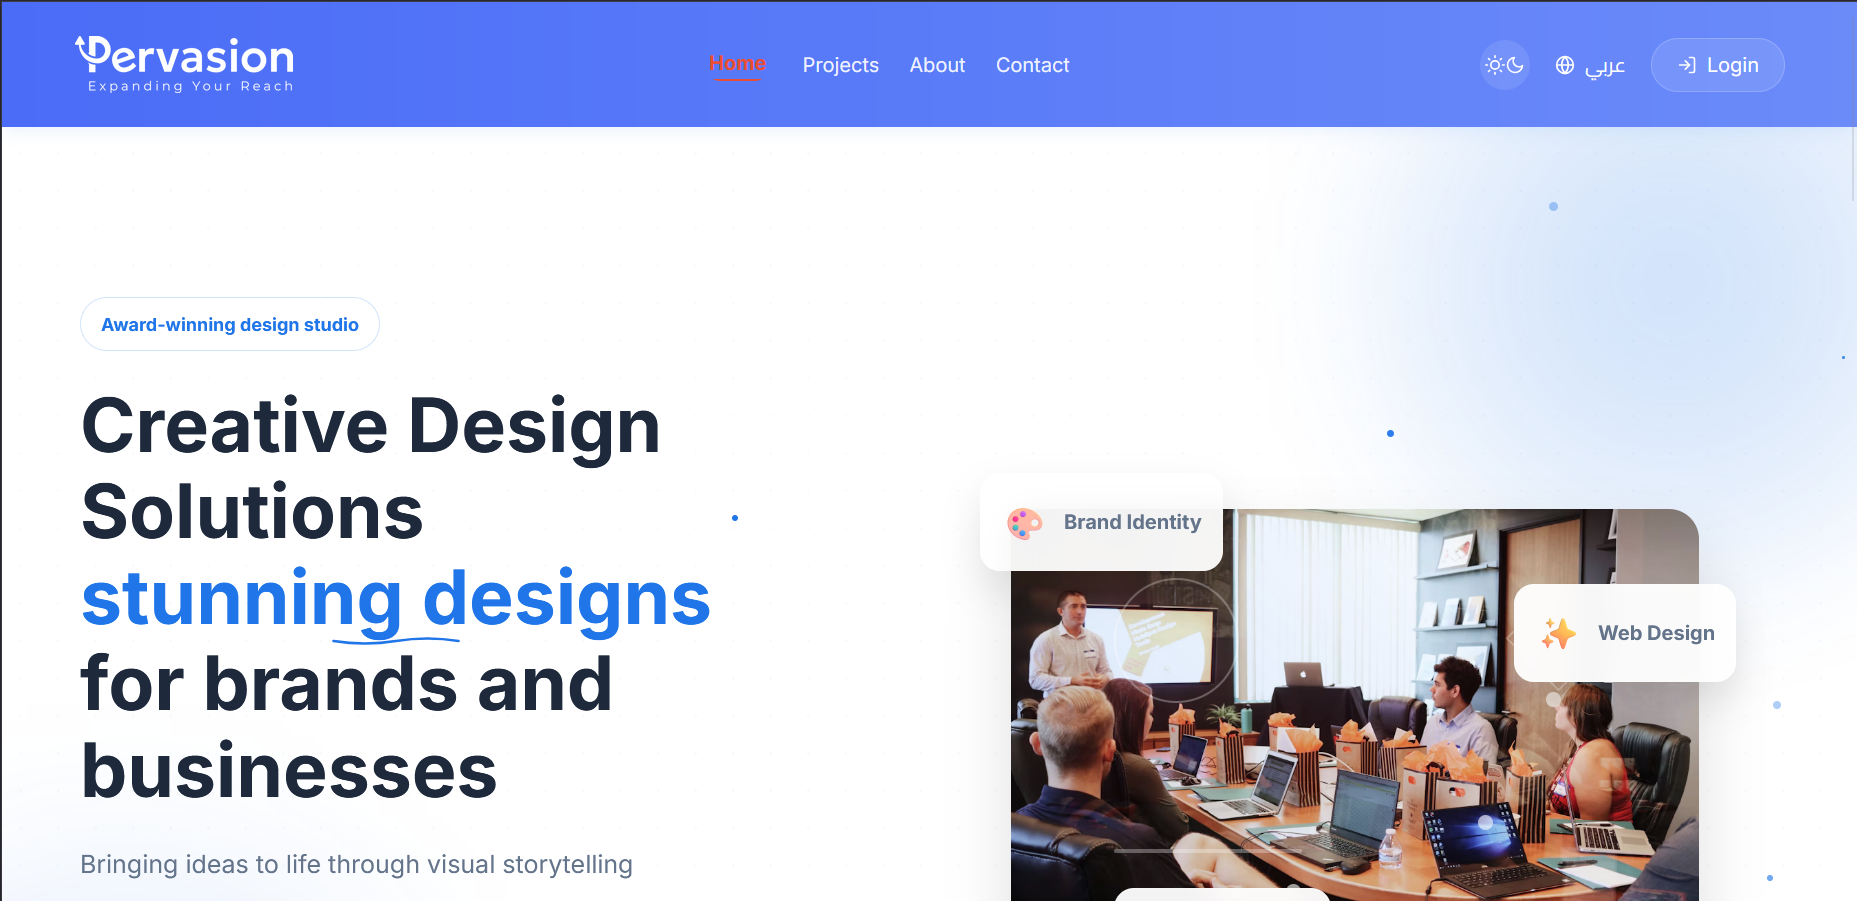 Pervasion
Expanding Your Reach
Home
Projects
About
Contact
عربي
Login
Award-winning design studio
Creative Design
Solutions
stunning designs
for brands and
businesses
Bringing ideas to life through visual storytelling
Brand Identity
Web Design